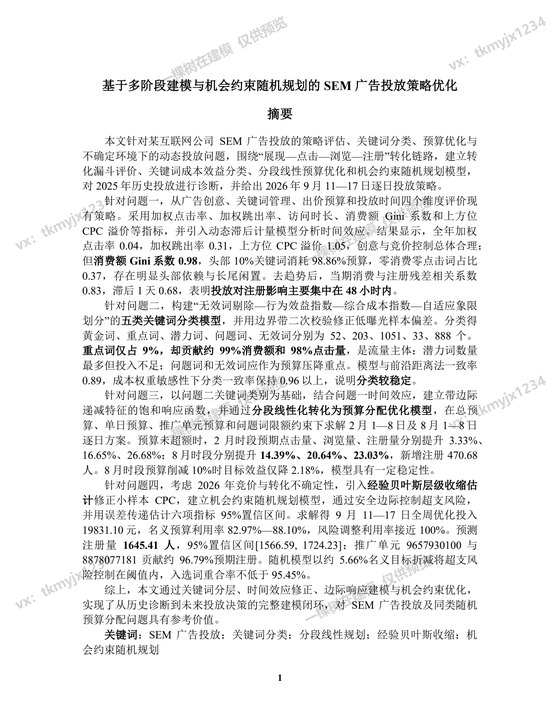 基于多阶段建模与机会约束随机规划的 SEM 广告投放策略优化
摘要
本文针对某互联网公司 SEM 广告投放的策略评估、关键词分类、预算优化与
不确定环境下的动态投放问题，围绕“展现—点击—浏览—注册”转化链路，建立转
化漏斗评价、关键词成本效益分类、分段线性预算优化和机会约束随机规划模型，
对 2025 年历史投放进行诊断，并给出 2026 年 9 月 11—17 日逐日投放策略。
针对问题一，从广告创意、关键词管理、出价预算和投放时间四个维度评价现
有策略。采用加权点击率、加权跳出率、访问时长、消费额 Gini 系数和上方位
CPC 溢价等指标，并引入动态滞后计量模型分析时间效应。结果显示，全年加权
点击率 0.04，加权跳出率 0.31，上方位 CPC 溢价 1.05，创意与竞价控制总体合理；
但消费额 Gini 系数 0.98，头部 10%关键词消耗 98.86%预算，零消费零点击词占比
0.37，存在明显头部依赖与长尾闲置。去趋势后，当期消费与注册残差相关系数
0.83，滞后 1 天 0.68，表明投放对注册影响主要集中在 48 小时内。
针对问题二，构建“无效词剔除—行为效益指数—综合成本指数—自适应象限
划分”的五类关键词分类模型，并用边界带二次校验修正低曝光样本偏差。分类得
黄金词、重点词、潜力词、问题词、无效词分别为 52、203、1051、33、888 个。
重点词仅占 9%，却贡献约 99%消费额和 98%点击量，是流量主体；潜力词数量
最多但投入不足；问题词和无效词应作为预算压降重点。模型与前沿距离法一致率
0.89，成本权重敏感性下分类一致率保持 0.96 以上，说明分类较稳定。
针对问题三，以问题二关键词类别为基础，结合问题一时间效应，建立带边际
递减特征的饱和响应函数，并通过分段线性化转化为预算分配优化模型，在总预
算、单日预算、推广单元预算和问题词限额约束下求解 2 月 1—8 日及 8 月 1—8 日
逐日方案。预算未超额时，2 月时段预期点击量、浏览量、注册量分别提升 3.33%、
16.65%、26.68%；8 月时段分别提升 14.39%、20.64%、23.03%，新增注册 470.68
人。8 月时段预算削减 10%时目标效益仅降 2.18%，模型具有一定稳定性。
针对问题四，考虑 2026 年竞价与转化不确定性，引入经验贝叶斯层级收缩估
计修正小样本 CPC，建立机会约束随机规划模型，通过安全边际控制超支风险，
并用误差传递估计六项指标 95%置信区间。求解得 9 月 11—17 日全周优化投入
19831.10 元，名义预算利用率 82.97%—88.10%，风险调整利用率接近 100%。预测
注册量 1645.41 人，95%置信区间[1566.59, 1724.23]；推广单元 9657930100 与
8878077181 贡献约 96.79%预期注册。随机模型以约 5.66%名义目标折减将超支风
险控制在阈值内，入选词重合率不低于 95.45%。
综上，本文通过关键词分层、时间效应修正、边际响应建模与机会约束优化，
实现了从历史诊断到未来投放决策的完整建模闭环，对 SEM 广告投放及同类随机
预算分配问题具有参考价值。
关键词：SEM 广告投放；关键词分类；分段线性规划；经验贝叶斯收缩；机
会约束随机规划
1
一棵树在建模 仅供预览
vx：tkmyjx1234